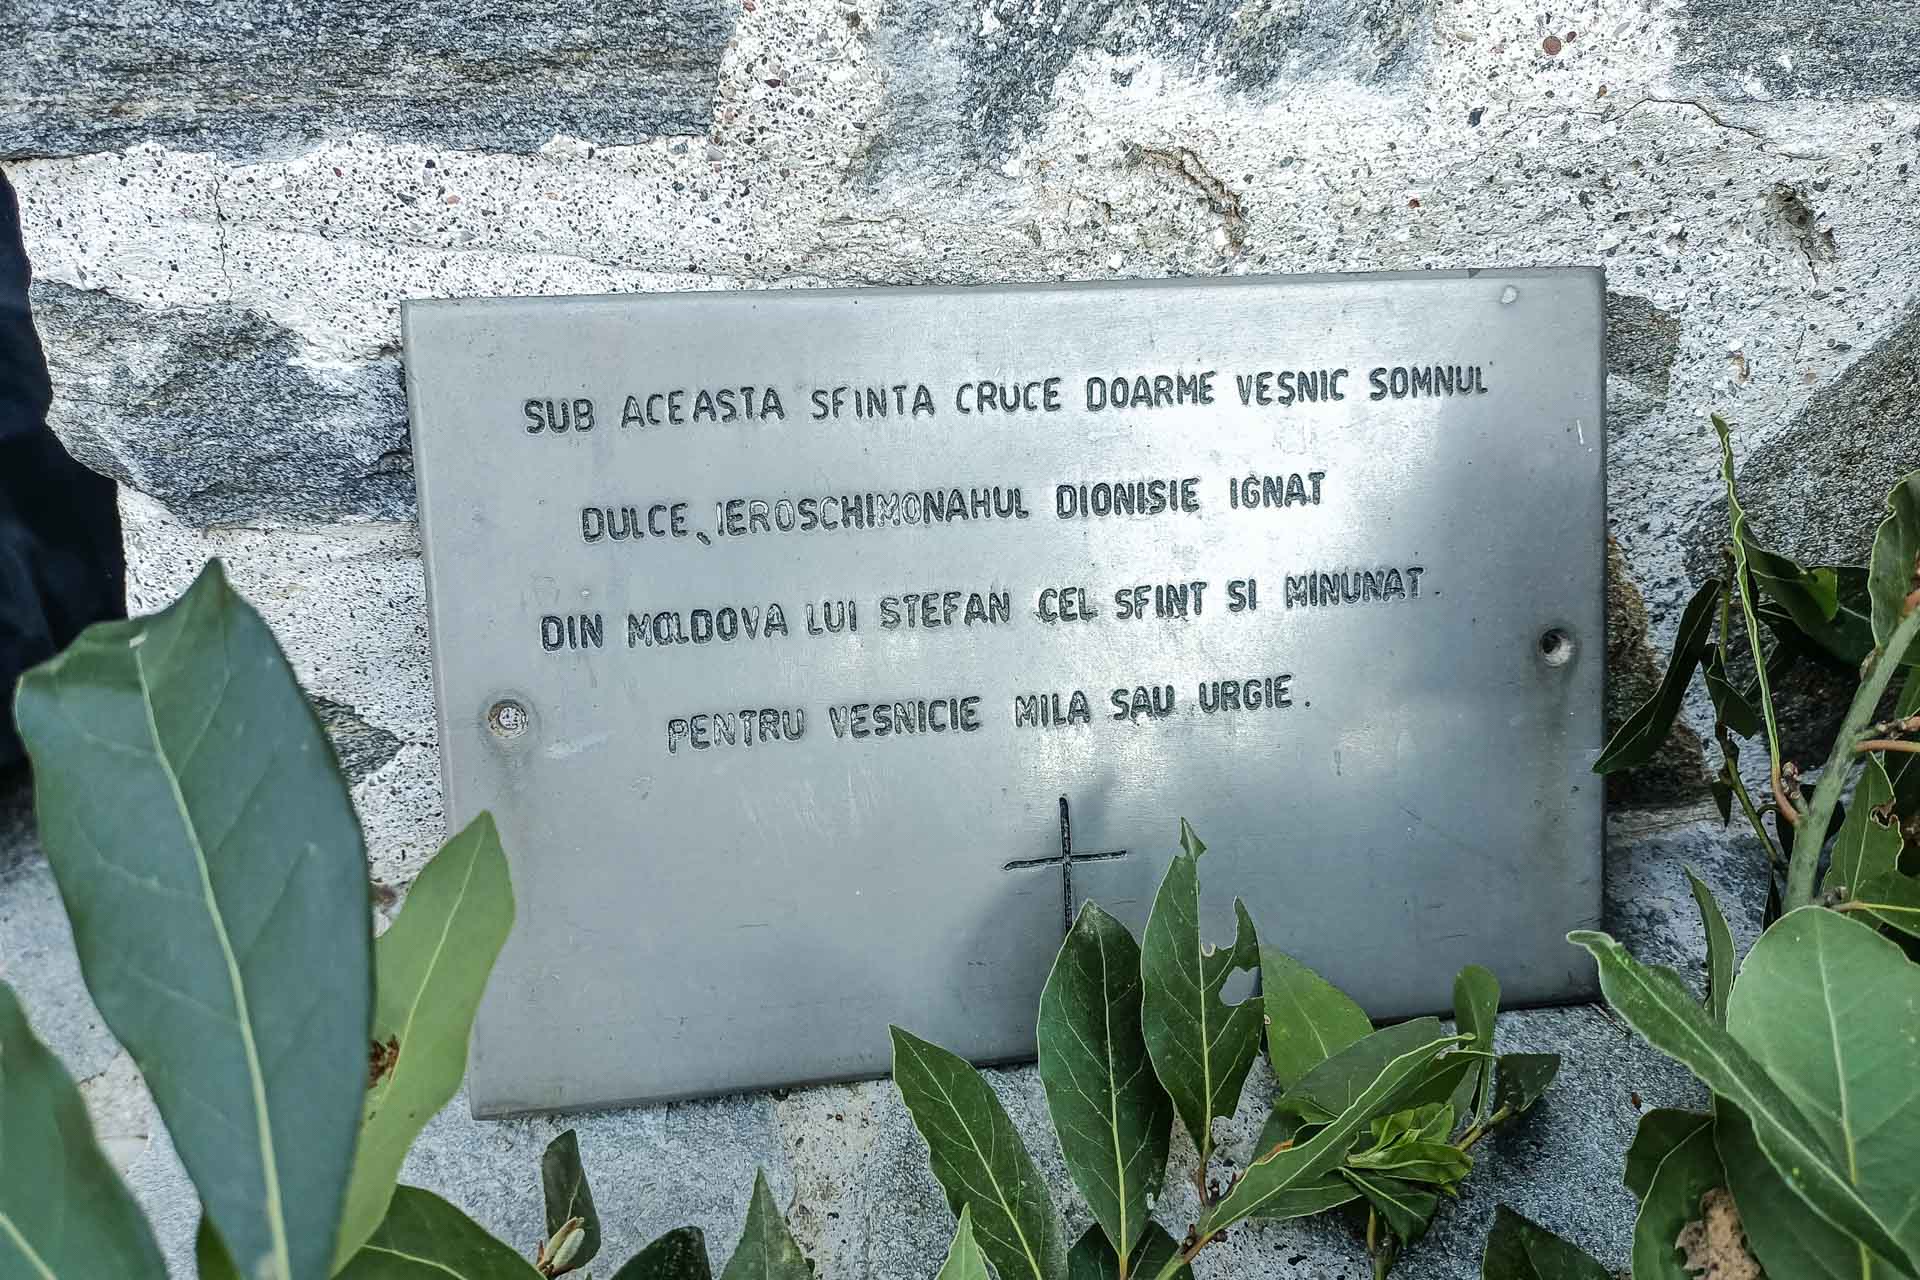 SUB ACEASTA SFINTA CRUCE DOARME VEȘNIC SOMNUL
DULCE, IEROSCHIMONAHUL DIONISIE IGNAT
DIN MOLDOVA LUI STEFAN CEL SFINT SI MINUNAT.
PENTRU VESNICIE MILA SAU URGIE.